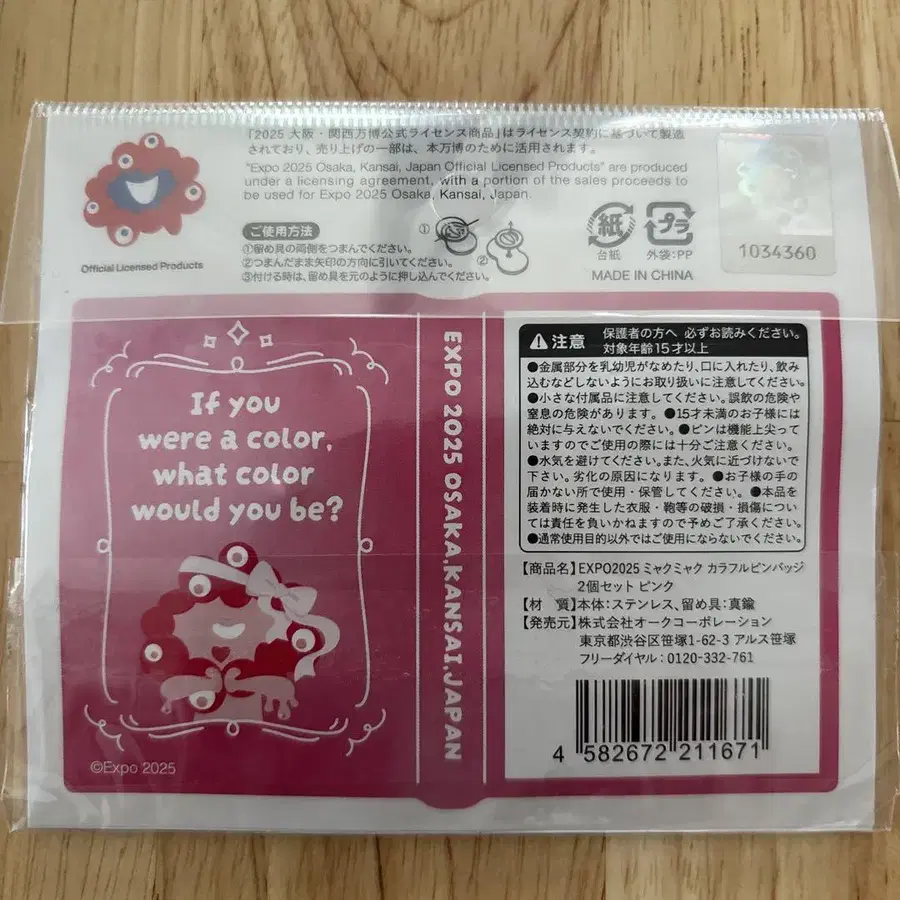 「2025 大阪・関西万博公式ライセンス商品」はライセンス契約に基づいて製造
されており、売り上げの一部は、本万博のために活用されます。
"Expo 2025 Osaka, Kansai, Japan Official Licensed Products" are produced
under a licensing agreement, with a portion of the sales proceeds to
be used for Expo 2025 Osaka, Kansai, Japan.
Official Licensed Products
ご使用方法
①留め具の両側をつまんでください。
②つまんだまま矢印の方向に引いてください。
③付ける時は、留め具を元のように押し込んでください。
①
②
紙
台紙
プラ
外袋:PP
MADE IN CHINA
1034360
If you
were a color,
what color
would you be?
©Expo 2025
EXPO 2025 OSAKA,KANSAI,JAPAN
注意
保護者の方へ 必ずお読みください。
対象年齢15才以上
●金属部分を乳幼児がなめたり、口に入れたり、飲み
込むなどしないようにお取り扱いに注意してください。
●小さな付属品に注意してください。誤飲の危険や
窒息の危険があります。●15才未満のお子様には
絶対に与えないでください。●ピンは機能上尖って
いますのでご使用の際には十分ご注意ください。
●水気を避けてください。また、火気に近づけないで
下さい。劣化の原因になります。●お子様の手の
届かない所で使用・保管してください。●本品を
装着時に発生した衣服・鞄等の破損・損傷につい
ては責任を負いかねますので予めご了承ください。
●通常使用目的以外ではご使用にならないでください。
【商品名】EXPO2025 ミャクミャク カラフルピンバッジ
2個セット ピンク
【材 質】本体:ステンレス、留め具:真鍮
【発売元】株式会社オークコーポレーション
東京都渋谷区笹塚1-62-3 アルス笹塚
フリーダイヤル:0120-332-761
4 582672 211671